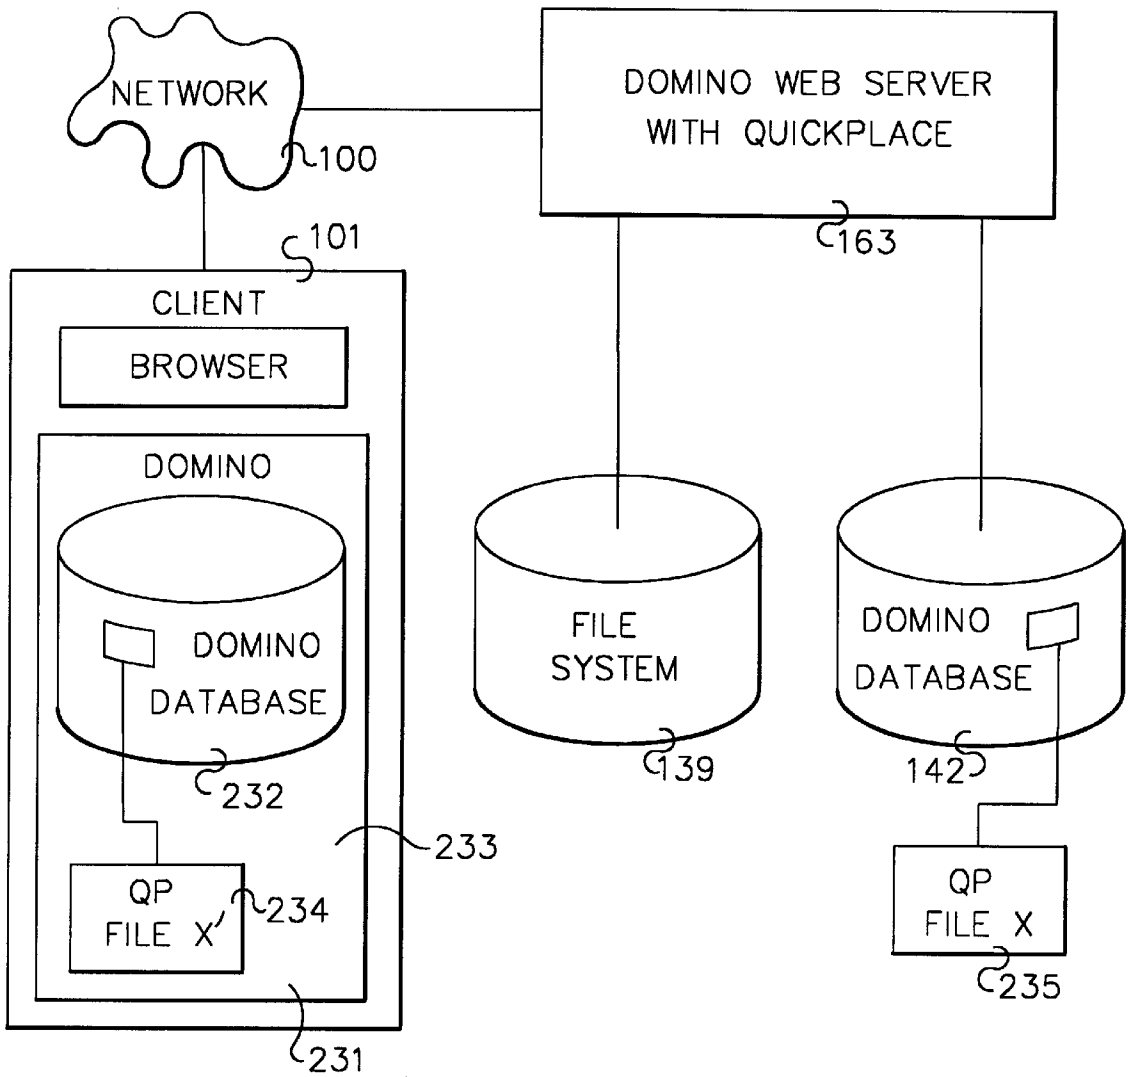 NETWORK
100
DOMINO WEB SERVER
WITH QUICKPLACE
163
101
CLIENT
BROWSER
DOMINO
DOMINO
DATABASE
232
233
QP
FILE X'
234
231
FILE
SYSTEM
139
DOMINO
DATABASE
142
QP
FILE X
235